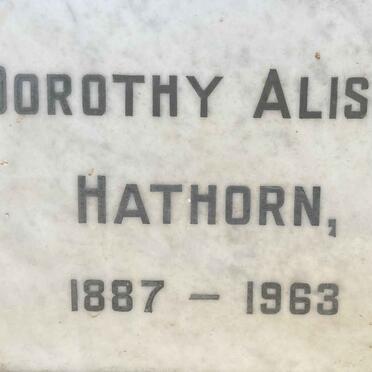 DOROTHY ALIS
HATHORN,
1887 – 1963